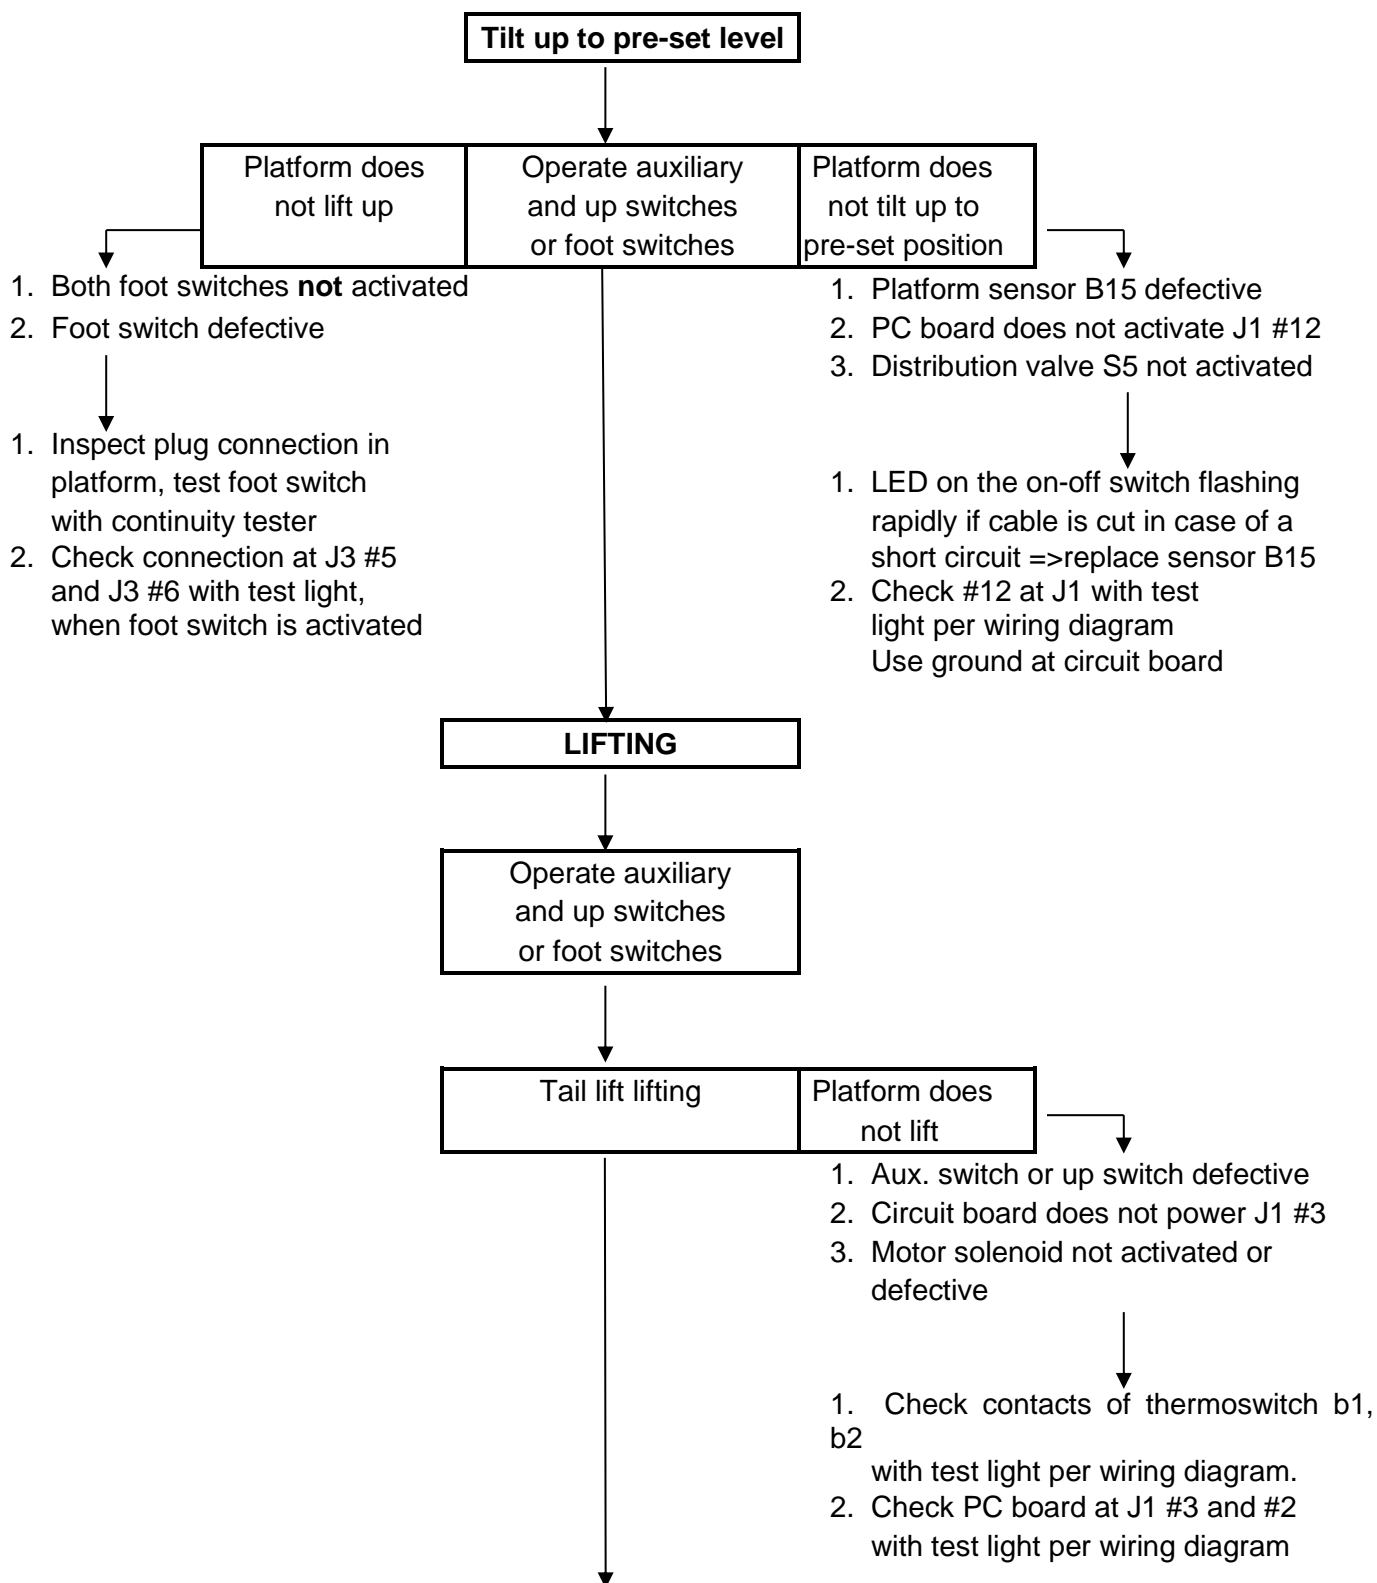 Tilt up to pre-set level
Platform does
not lift up
Operate auxiliary
and up switches
or foot switches
Platform does
not tilt up to
pre-set position
1. Both foot switches not activated
2. Foot switch defective
1. Inspect plug connection in
platform, test foot switch
with continuity tester
2. Check connection at J3 #5
and J3 #6 with test light,
when foot switch is activated
1. Platform sensor B15 defective
2. PC board does not activate J1 #12
3. Distribution valve S5 not activated
1. LED on the on-off switch flashing
rapidly if cable is cut in case of a
short circuit =>replace sensor B15
2. Check #12 at J1 with test
light per wiring diagram
Use ground at circuit board
LIFTING
Operate auxiliary
and up switches
or foot switches
Tail lift lifting
Platform does
not lift
1. Aux. switch or up switch defective
2. Circuit board does not power J1 #3
3. Motor solenoid not activated or
defective
1. Check contacts of thermoswitch b1,
b2
with test light per wiring diagram.
2. Check PC board at J1 #3 and #2
with test light per wiring diagram